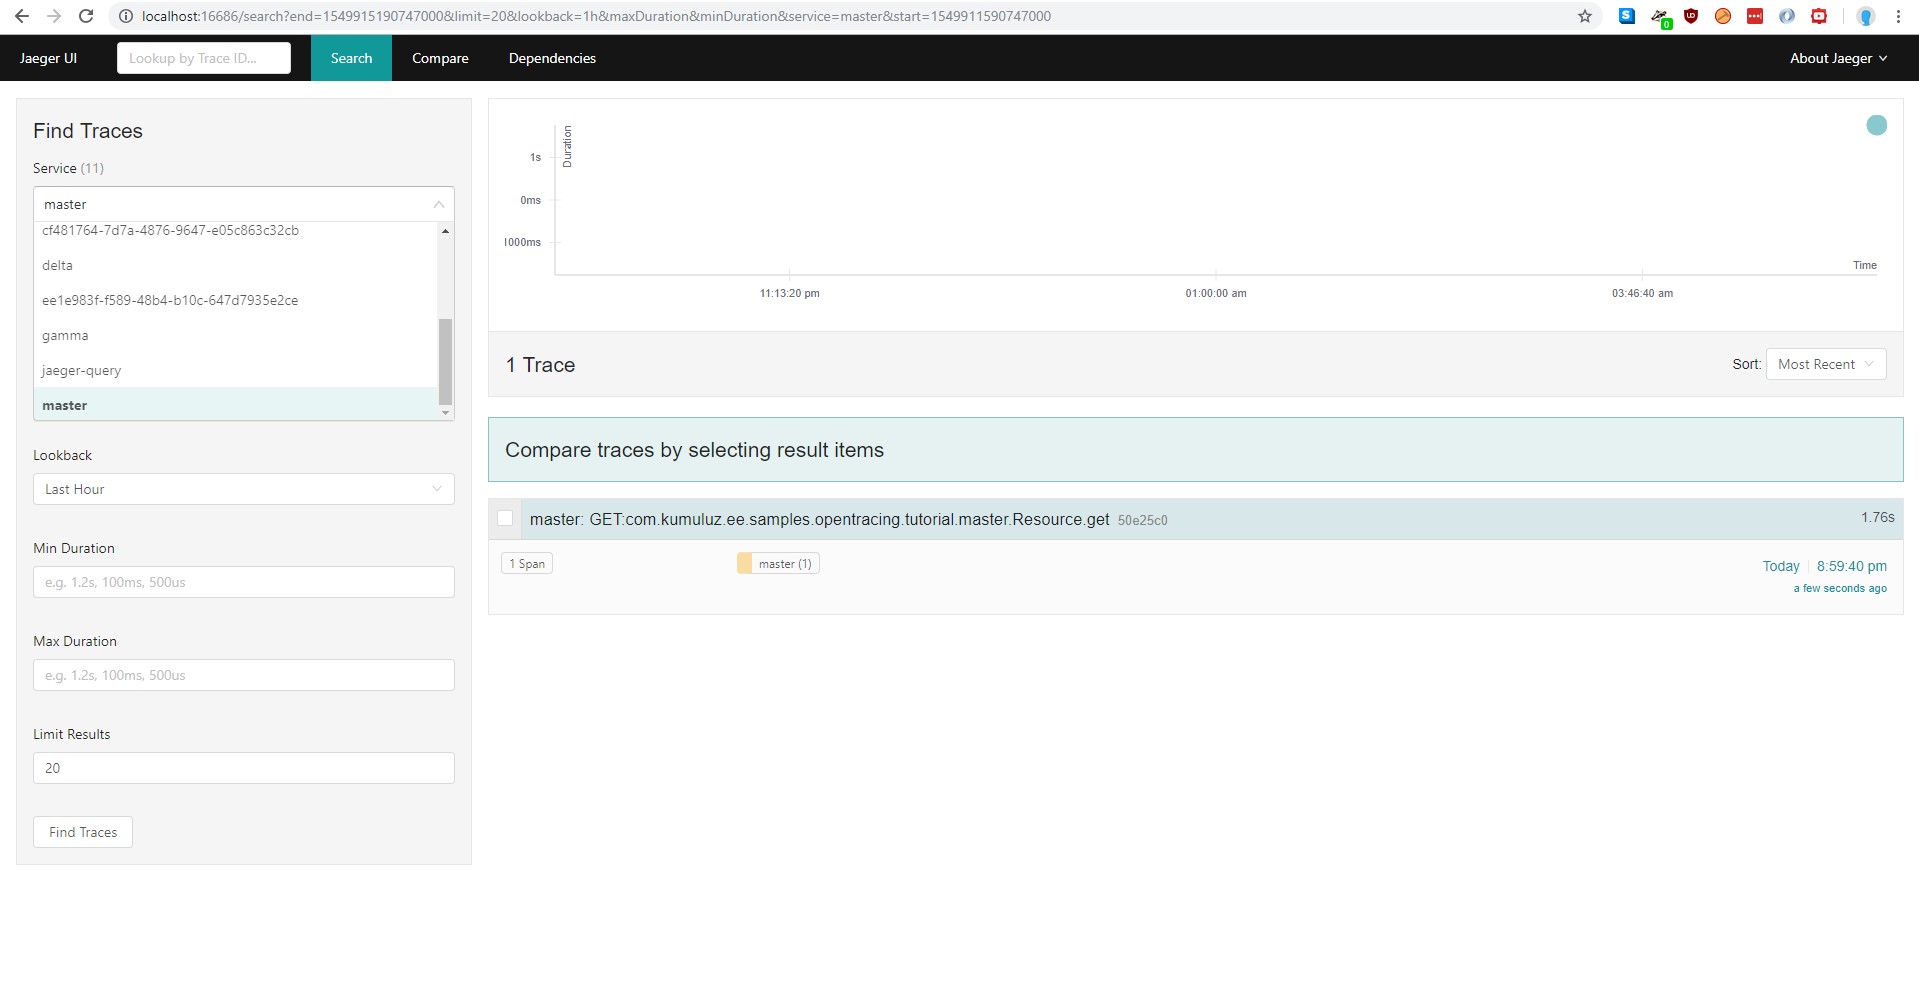 localhost:16686/search?end=1549915190747000&limit=20&lookback=1h&maxDuration&minDuration&service=master&start=1549911590747000
0
Jaeger UI
Lookup by Trace ID...
Search
Compare
Dependencies
About Jaeger
Find Traces
Service (11)
master
cf481764-7d7a-4876-9647-e05c863c32cb
delta
ee1e983f-f589-48b4-b10c-647d7935e2ce
gamma
jaeger-query
master
Lookback
Last Hour
Min Duration
e.g. 1.2s, 100ms, 500us
Max Duration
e.g. 1.2s, 100ms, 500us
Limit Results
20
Find Traces
Duration
1s
0ms
1000ms
Time
11:13:20 pm
01:00:00 am
03:46:40 am
1 Trace
Sort: Most Recent
Compare traces by selecting result items
master: GET:com.kumuluz.ee.samples.opentracing.tutorial.master.Resource.get 50e25c0
1.76s
1 Span
master (1)
Today 8:59:40 pm
a few seconds ago